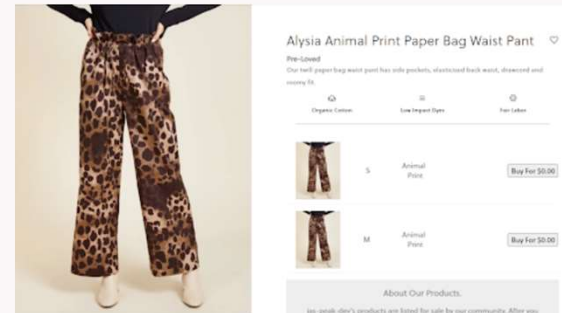 Alysia Animal Print Paper Bag Waist Pant
Pre-Loved
Our twill paper bag waist pant has side pockets, elasticized back waist, drawcord and
roomy fit.
Organic Cotton
Low Impact Dyes
Fair Labor
S
Animal
Print
Buy For $0.00
M
Animal
Print
Buy For $0.00
About Our Products.
jas-peak-dev's products are listed for sale by our community. After you